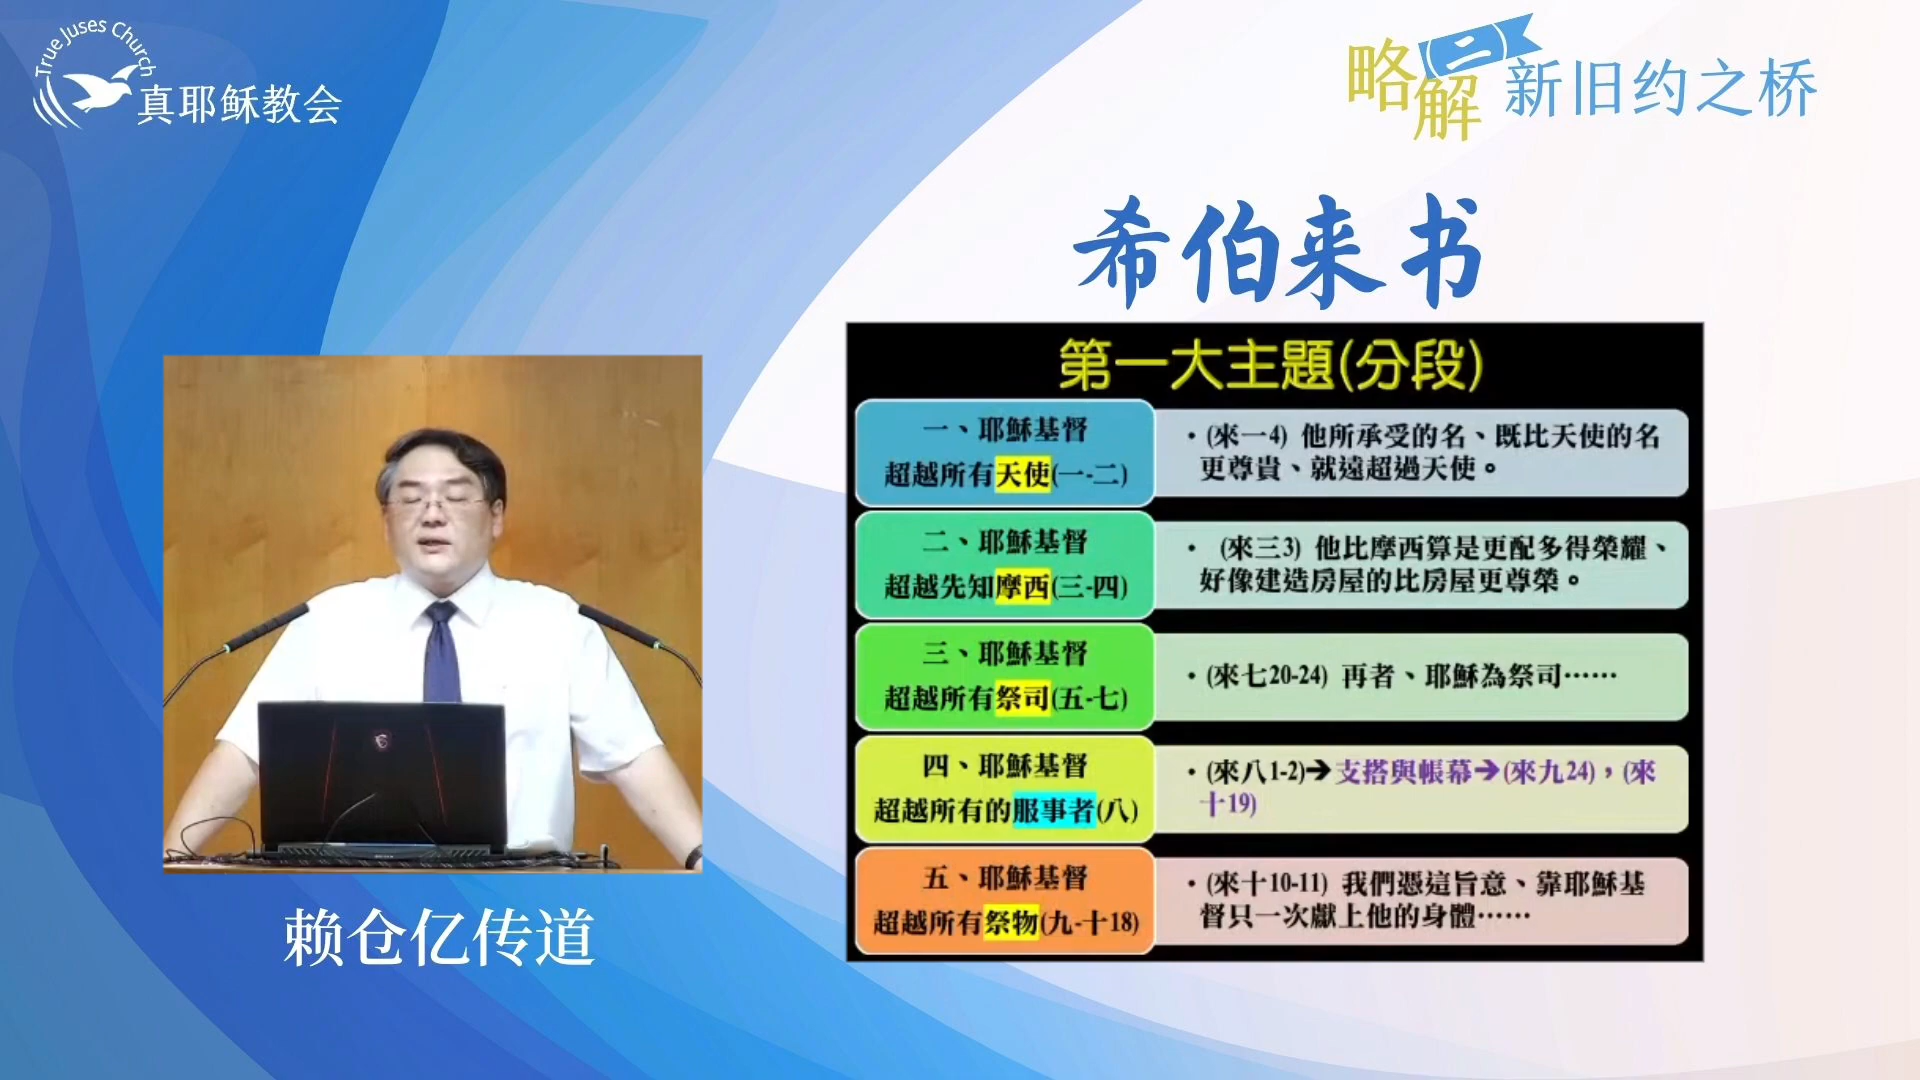 True Juses Church
真耶稣教会
略解 二 新旧约之桥
希伯来书
第一大主題(分段)
一、耶穌基督
超越所有天使(一-二)
•(來一4) 他所承受的名、既比天使的名
更尊貴、就遠超過天使。
二、耶穌基督
超越先知摩西(三-四)
• (來三3) 他比摩西算是更配多得榮耀、
好像建造房屋的比房屋更尊榮。
三、耶穌基督
超越所有祭司(五-七)
•(來七20-24) 再者、耶穌為祭司……
四、耶穌基督
超越所有的服事者(八)
•(來八1-2)➔支搭與帳幕➔(來九24),(來
十19)
五、耶穌基督
超越所有祭物(九-十18)
•(來十10-11) 我們憑這旨意、靠耶穌基
督只一次獻上他的身體……
赖仓亿传道